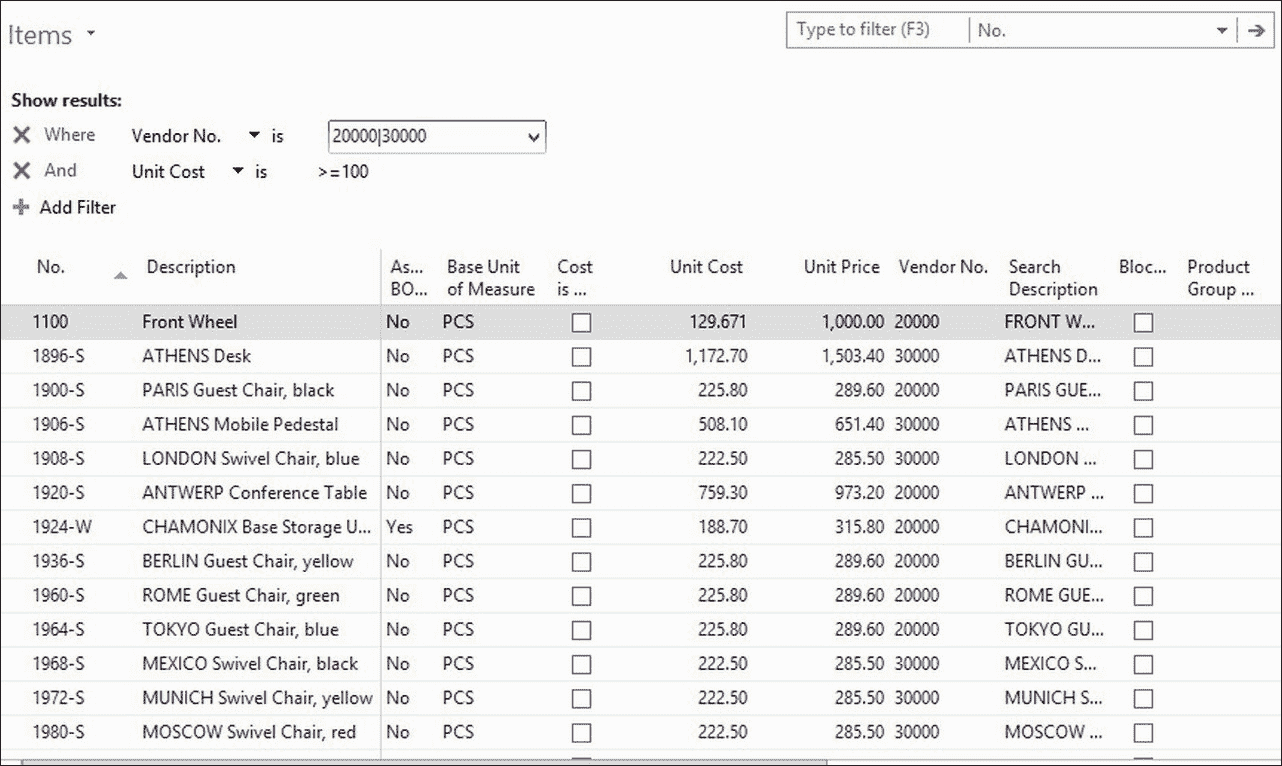 Items
Type to filter (F3) No.
Show results:
Where Vendor No. is 20000|30000
And Unit Cost is >=100
Add Filter
No. Description As... Base Unit Cost Unit Cost Unit Price Vendor No. Search Bloc... Product
BO... of Measure is ... Description Group ...
1100 Front Wheel No PCS 129.671 1,000.00 20000 FRONT W...
1896-S ATHENS Desk No PCS 1,172.70 1,503.40 30000 ATHENS D...
1900-S PARIS Guest Chair, black No PCS 225.80 289.60 20000 PARIS GUE...
1906-S ATHENS Mobile Pedestal No PCS 508.10 651.40 30000 ATHENS ...
1908-S LONDON Swivel Chair, blue No PCS 222.50 285.50 30000 LONDON ...
1920-S ANTWERP Conference Table No PCS 759.30 973.20 20000 ANTWERP ...
1924-W CHAMONIX Base Storage U... Yes PCS 188.70 315.80 20000 CHAMONI...
1936-S BERLIN Guest Chair, yellow No PCS 225.80 289.60 20000 BERLIN GU...
1960-S ROME Guest Chair, green No PCS 225.80 289.60 20000 ROME GUE...
1964-S TOKYO Guest Chair, blue No PCS 225.80 289.60 20000 TOKYO GU...
1968-S MEXICO Swivel Chair, black No PCS 222.50 285.50 30000 MEXICO S...
1972-S MUNICH Swivel Chair, yellow No PCS 222.50 285.50 30000 MUNICH S...
1980-S MOSCOW Swivel Chair, red No PCS 222.50 285.50 30000 MOSCOW ...